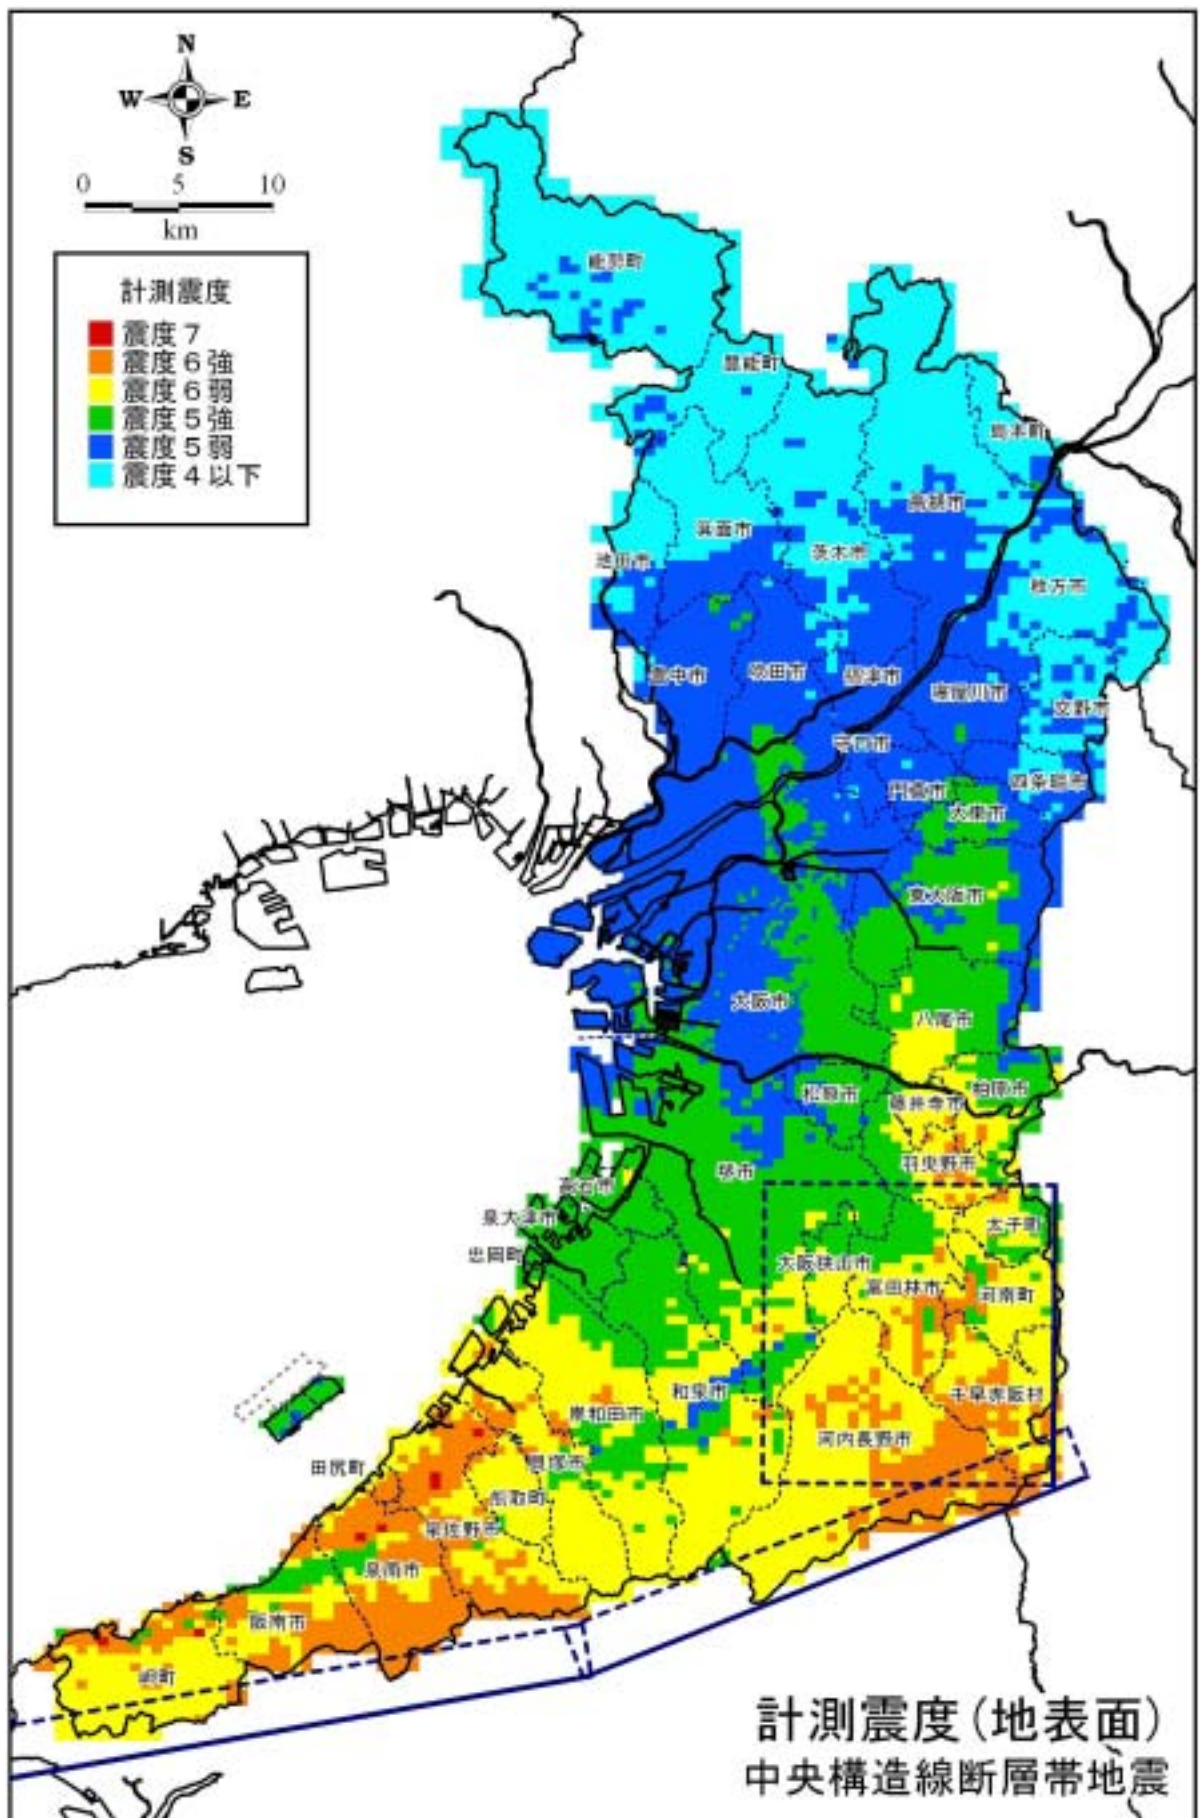 N
W E
S
0 5 10
km
計測震度
震度7
震度6強
震度6弱
震度5強
震度5弱
震度4以下
能勢町
豊能町
島本町
高槻市
箕面市
茨木市
池田市
枚方市
豊中市
吹田市
摂津市
寝屋川市
交野市
守口市
門真市
四条畷市
大東市
東大阪市
大阪市
八尾市
松原市
柏原市
藤井寺市
堺市
羽曳野市
高石市
泉大津市
太子町
忠岡町
大阪狭山市
富田林市
河南町
和泉市
千早赤阪村
岸和田市
河内長野市
貝塚市
田尻町
熊取町
泉佐野市
泉南市
阪南市
岬町
計測震度(地表面)
中央構造線断層帯地震